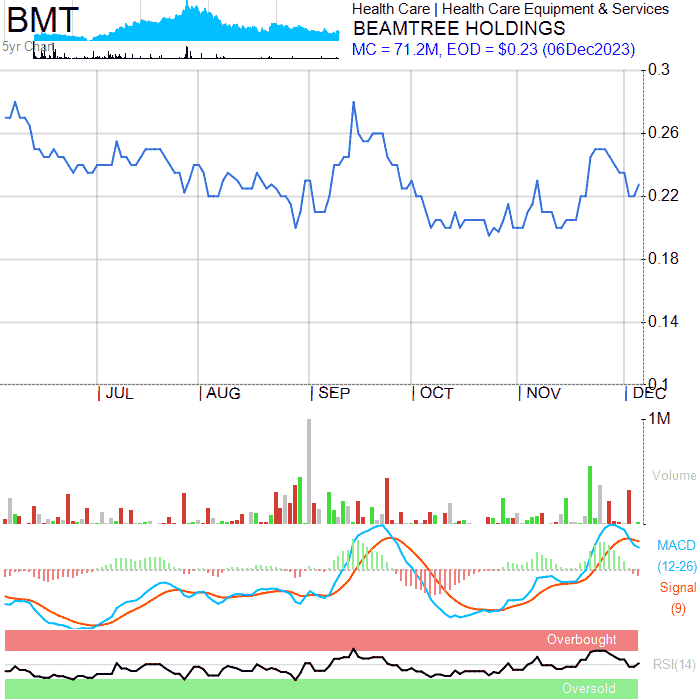 BMT
Health Care | Health Care Equipment & Services
BEAMTREE HOLDINGS
MC = 71.2M, EOD = $0.23 (06Dec2023)
5yr Chart
0.3
0.26
0.22
0.18
0.14
0.1
JUL
AUG
SEP
OCT
NOV
DEC
1M
Volume
MACD
(12-26)
Signal
(9)
Overbought
RSI(14)
Oversold